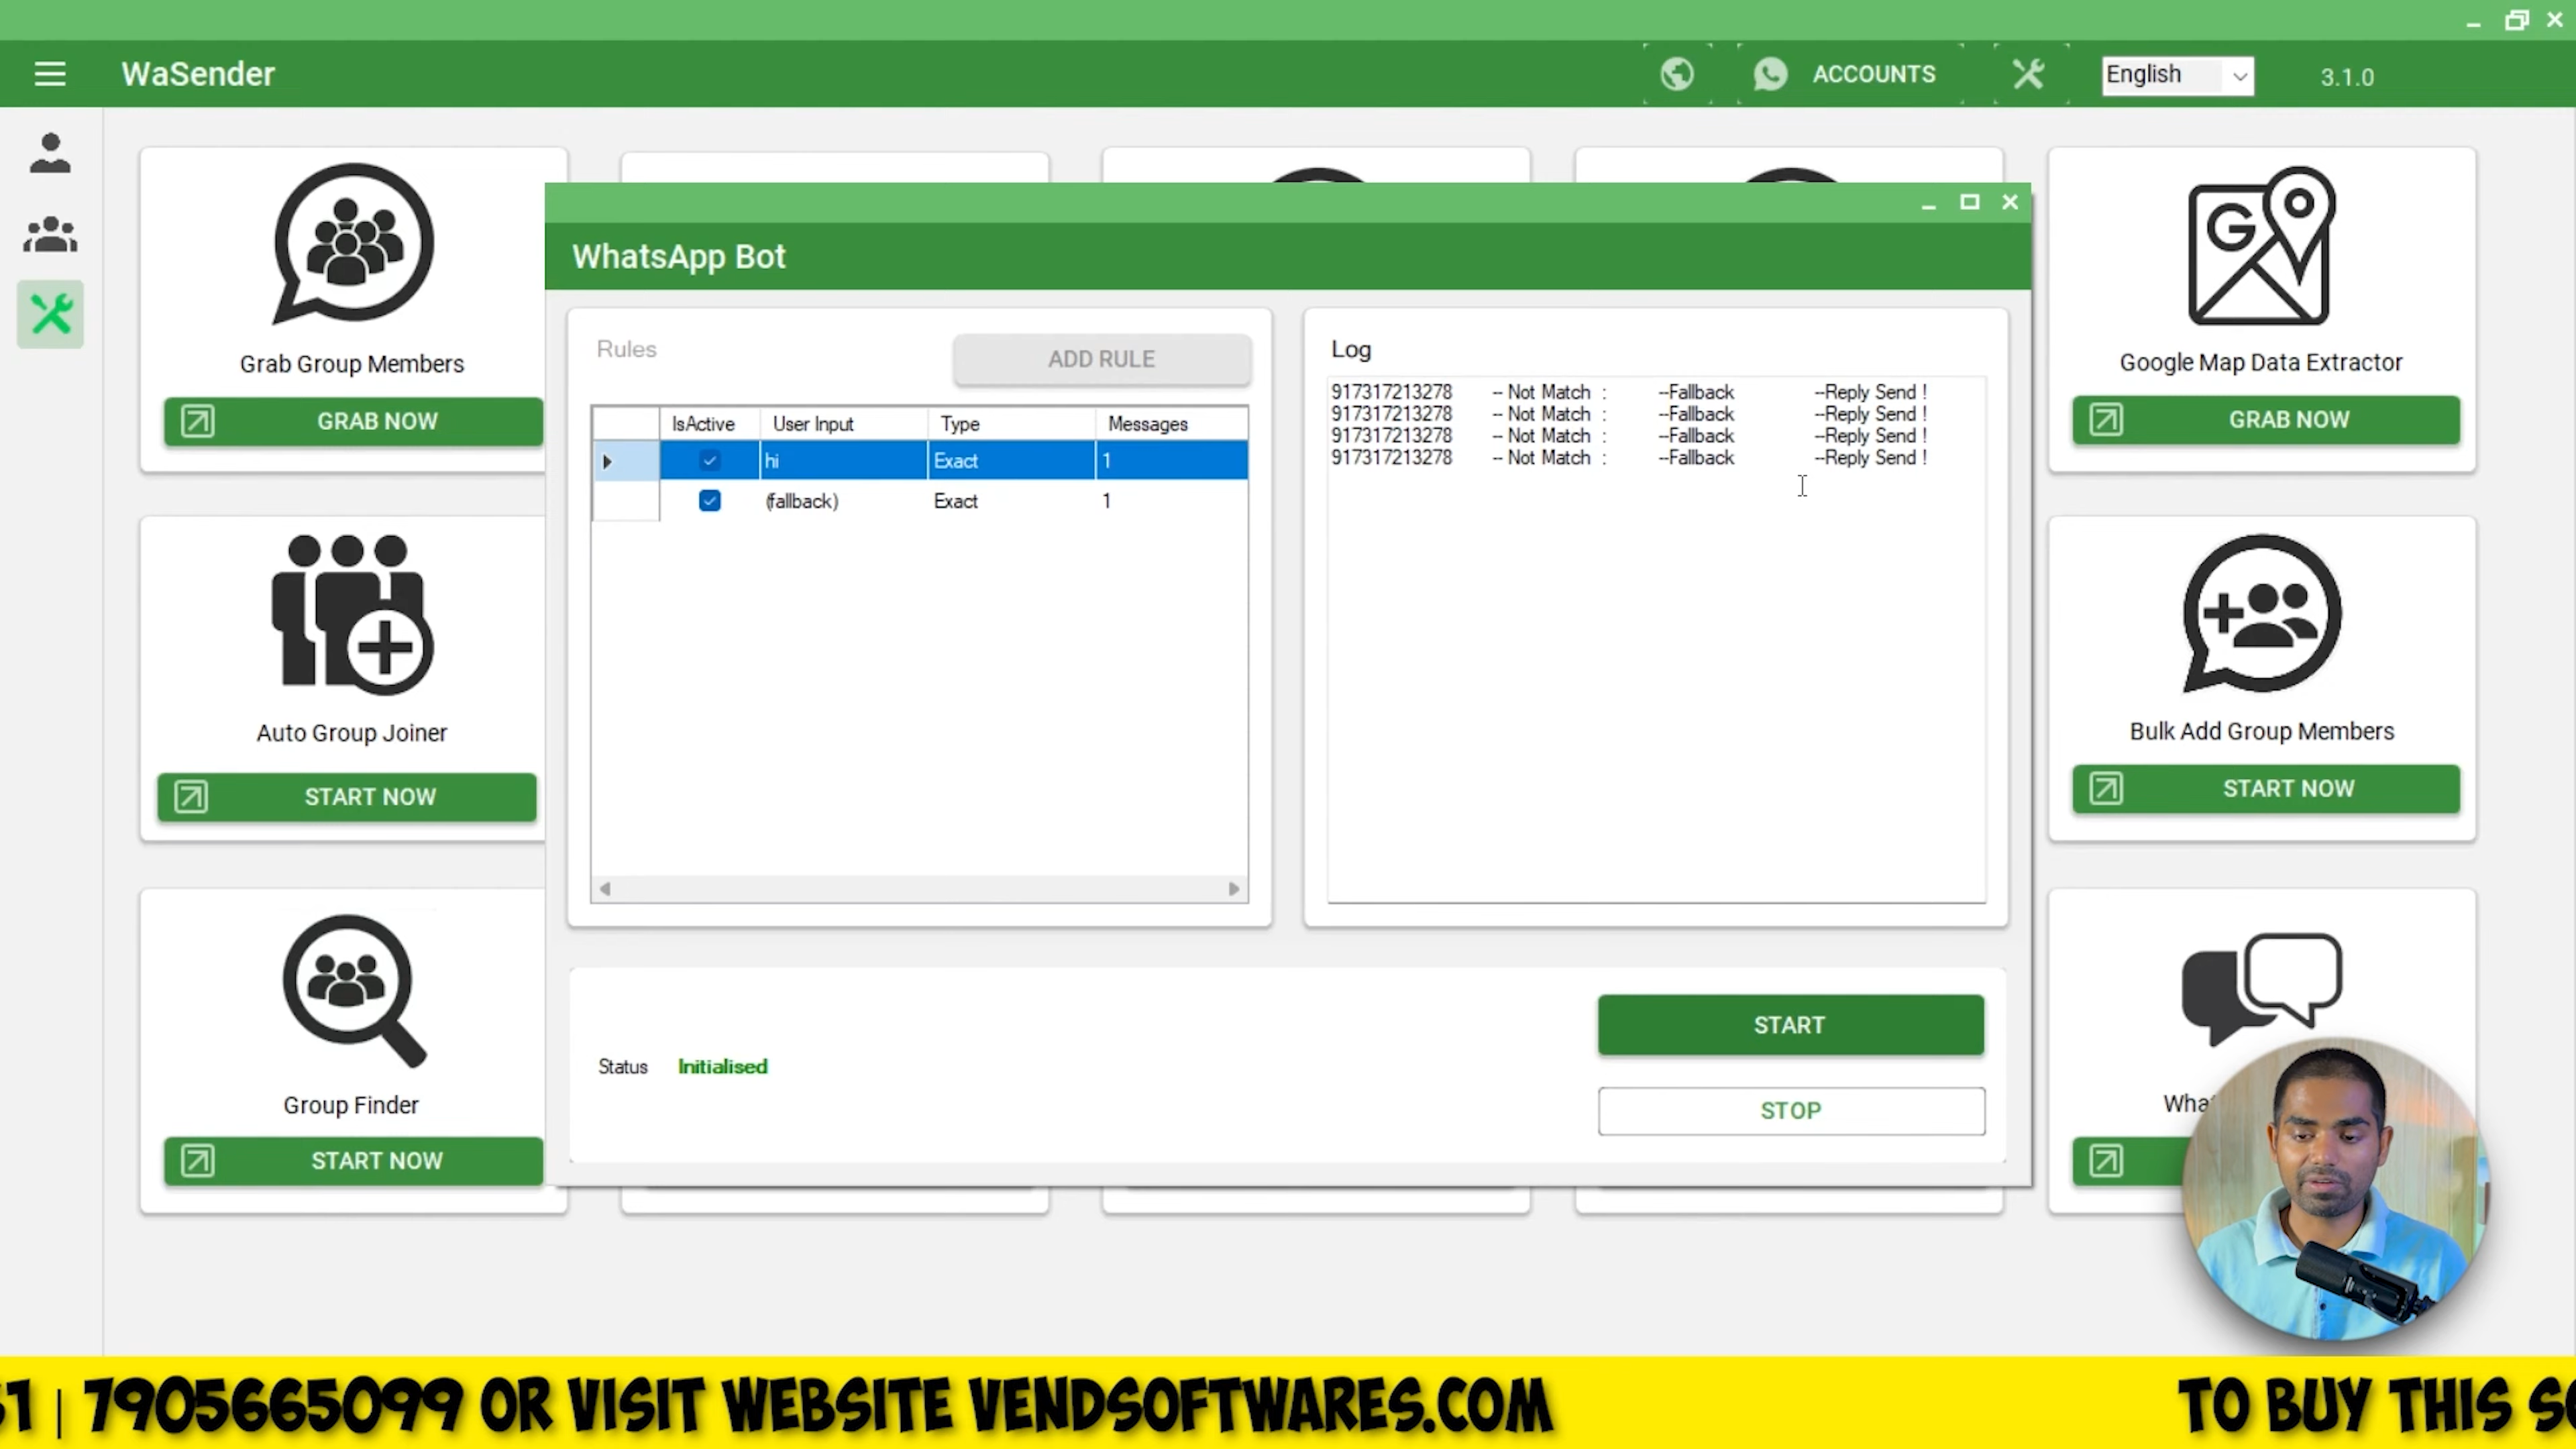 WaSender
ACCOUNTS
English
3.1.0
Grab Group Members
GRAB NOW
Auto Group Joiner
START NOW
Group Finder
START NOW
WhatsApp Bot
Rules
ADD RULE
IsActive User Input Type Messages
hi Exact 1
(fallback) Exact 1
Log
917317213278 -- Not Match : --Fallback --Reply Send !
917317213278 -- Not Match : --Fallback --Reply Send !
917317213278 -- Not Match : --Fallback --Reply Send !
917317213278 -- Not Match : --Fallback --Reply Send !
Status Initialised
START
STOP
Google Map Data Extractor
GRAB NOW
Bulk Add Group Members
START NOW
| 7905665099 OR VISIT WEBSITE VENDSOFTWARES.COM
TO BUY THIS